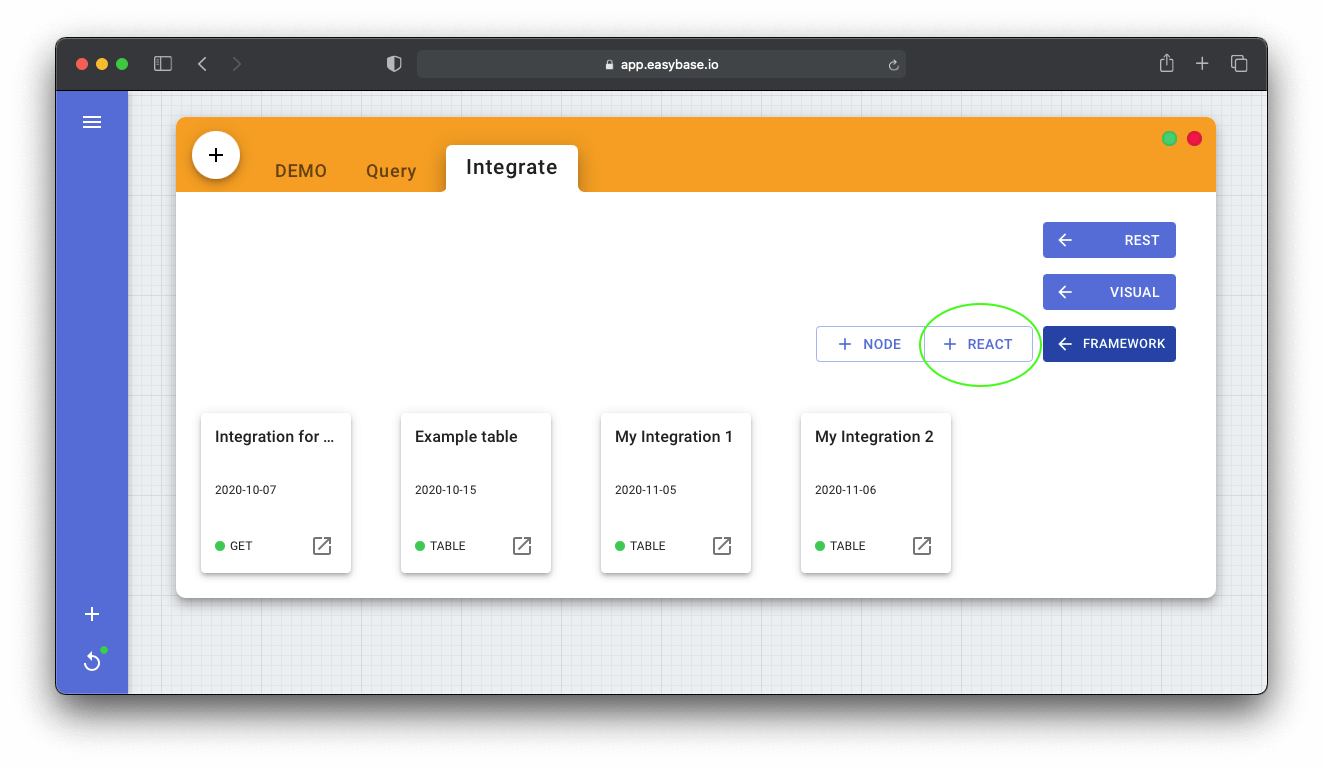 app.easybase.io
DEMO
Query
Integrate
REST
VISUAL
NODE
REACT
FRAMEWORK
Integration for ...
2020-10-07
GET
Example table
2020-10-15
TABLE
My Integration 1
2020-11-05
TABLE
My Integration 2
2020-11-06
TABLE